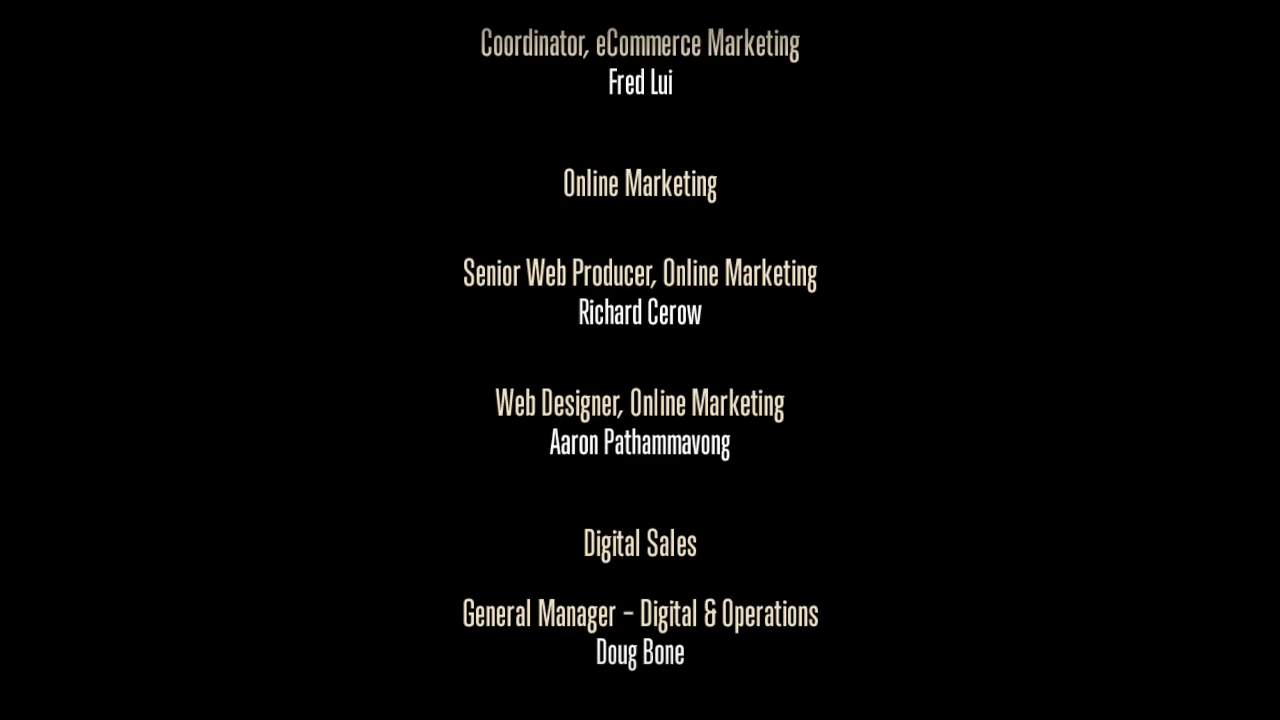 Coordinator, eCommerce Marketing
Fred Lui
Online Marketing
Senior Web Producer, Online Marketing
Richard Cerow
Web Designer, Online Marketing
Aaron Pathammavong
Digital Sales
General Manager – Digital & Operations
Doug Bone